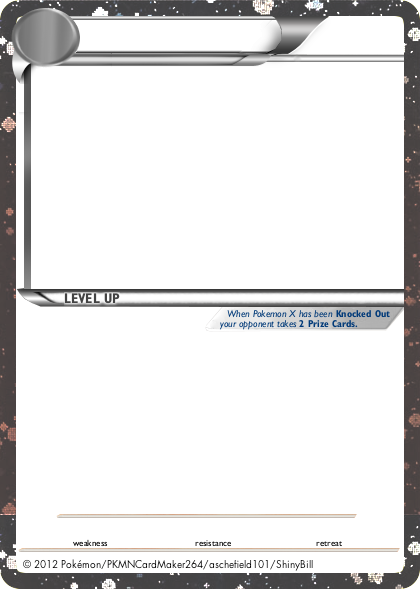 LEVEL UP
When Pokemon X has been Knocked Out
your opponent takes 2 Prize Cards.
weakness resistance retreat
© 2012 Pokémon/PKMNCardMaker264/aschefield101/ShinyBill